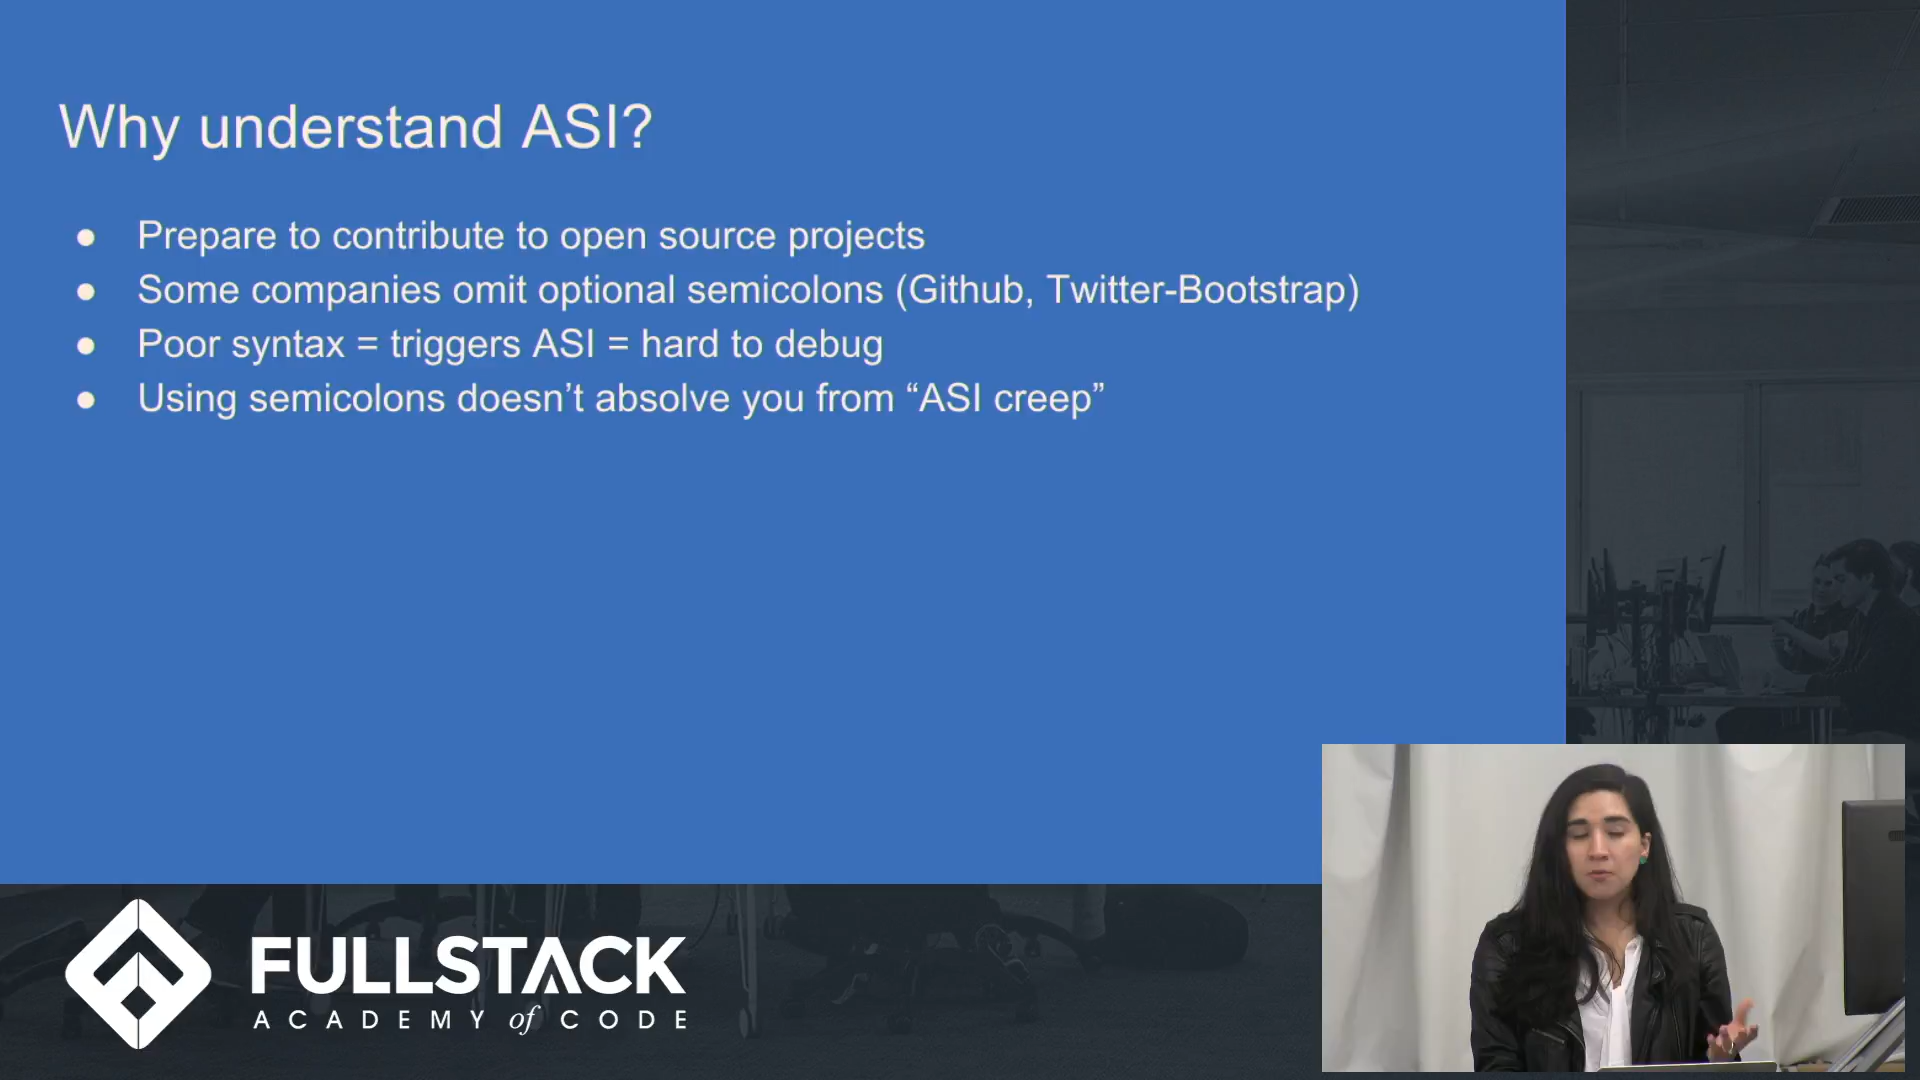 Why understand ASI?
● Prepare to contribute to open source projects
● Some companies omit optional semicolons (Github, Twitter-Bootstrap)
● Poor syntax = triggers ASI = hard to debug
● Using semicolons doesn’t absolve you from “ASI creep”
FULLSTACK
ACADEMY of CODE